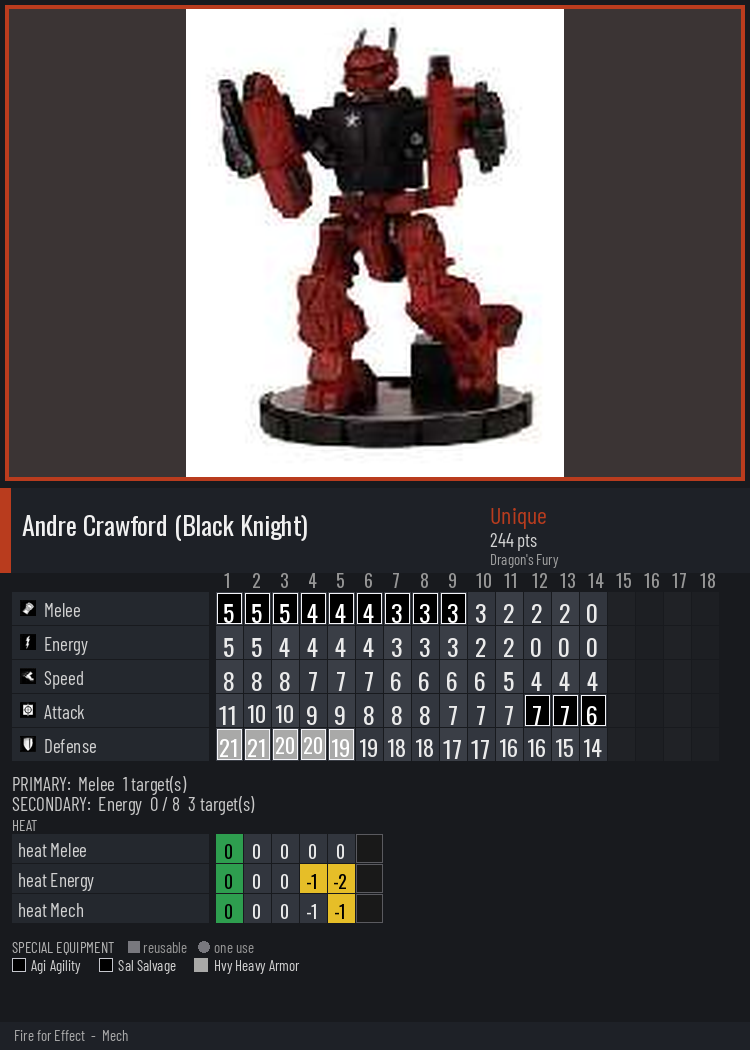 Andre Crawford (Black Knight)
Unique
244 pts
Dragon's Fury
1 2 3 4 5 6 7 8 9 10 11 12 13 14 15 16 17 18
Melee 5 5 5 4 4 4 3 3 3 3 2 2 2 0
Energy 5 5 4 4 4 4 3 3 3 2 2 0 0 0
Speed 8 8 8 7 7 7 6 6 6 6 5 4 4 4
Attack 11 10 10 9 9 8 8 8 7 7 7 7 7 6
Defense 21 21 20 20 19 19 18 18 17 17 16 16 15 14
PRIMARY: Melee 1 target(s)
SECONDARY: Energy 0 / 8 3 target(s)
HEAT
heat Melee 0 0 0 0 0
heat Energy 0 0 0 -1 -2
heat Mech 0 0 0 -1 -1
SPECIAL EQUIPMENT reusable one use
Agi Agility Sal Salvage Hvy Heavy Armor
Fire for Effect - Mech